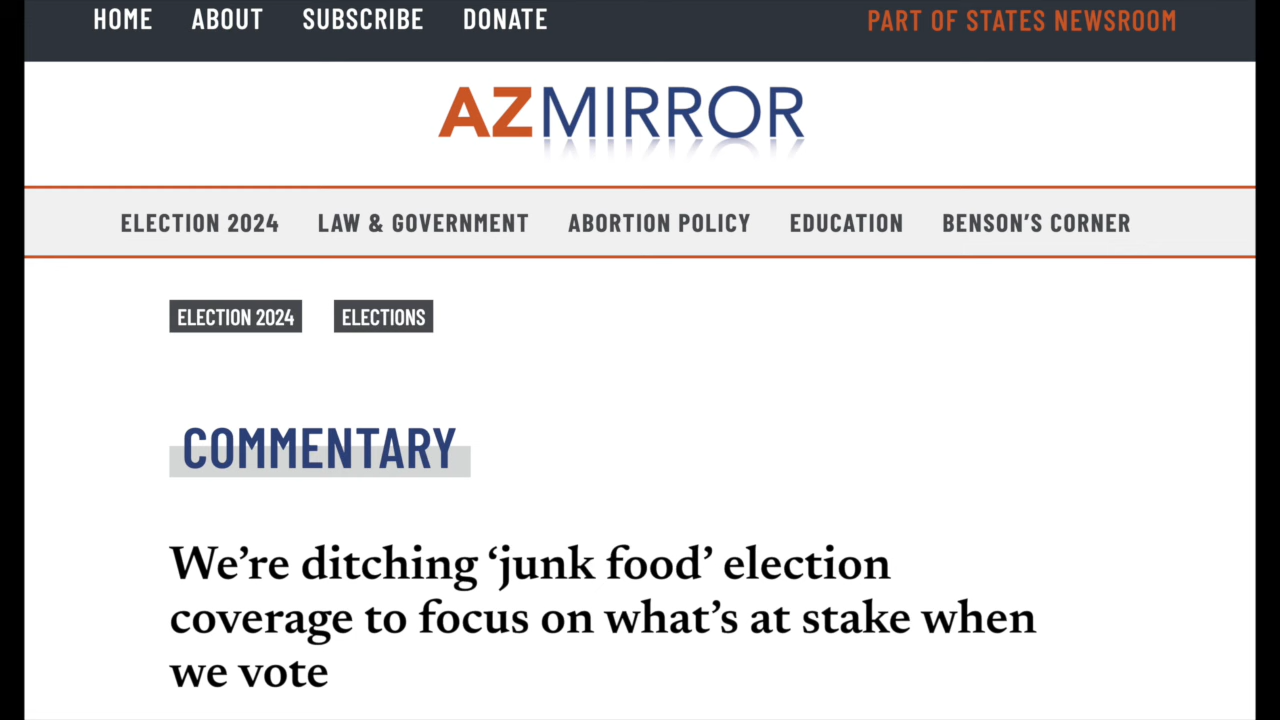 HOME ABOUT SUBSCRIBE DONATE PART OF STATES NEWSROOM
AZMIRROR
ELECTION 2024 LAW & GOVERNMENT ABORTION POLICY EDUCATION BENSON’S CORNER
ELECTION 2024 ELECTIONS
COMMENTARY
We’re ditching ‘junk food’ election
coverage to focus on what’s at stake when
we vote